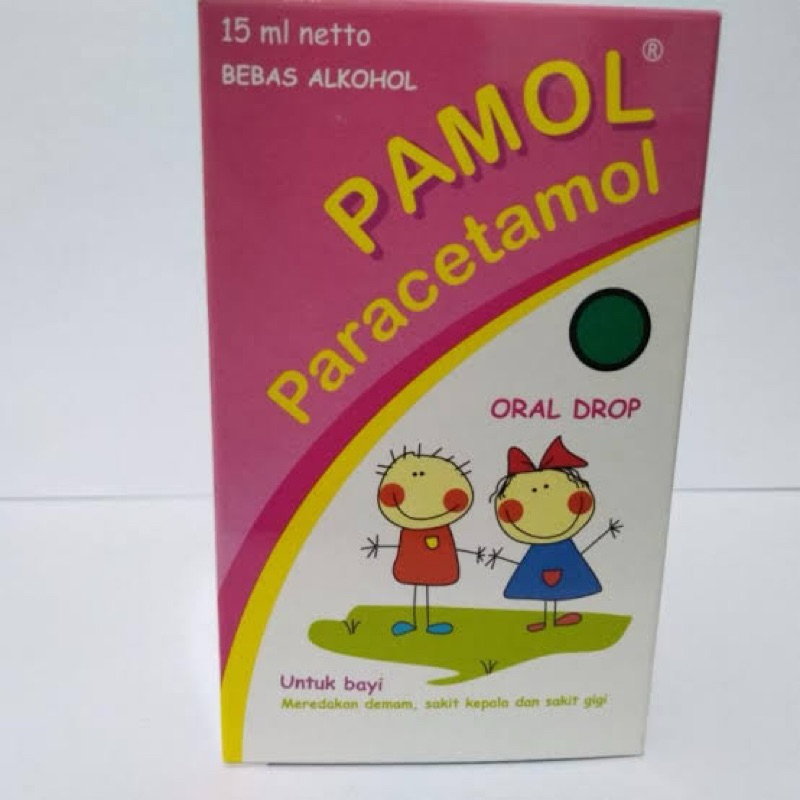 15 ml netto
BEBAS ALKOHOL
PAMOL®
Paracetamol
ORAL DROP
Untuk bayi
Meredakan demam, sakit kepala dan sakit gigi